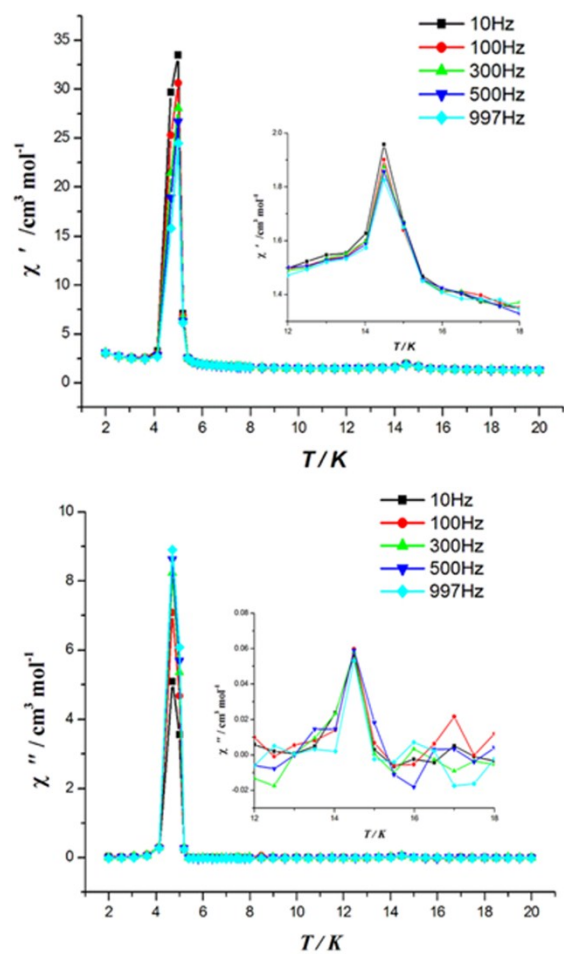 10Hz
100Hz
300Hz
500Hz
997Hz
χ ′ /cm³ mol⁻¹
35
30
25
20
15
10
5
0
2 4 6 8 10 12 14 16 18 20
T / K
χ ′ /cm³ mol⁻¹
2.0
1.8
1.6
1.4
12 13 14 15 16 17 18
T / K
10Hz
100Hz
300Hz
500Hz
997Hz
χ ″ / cm³ mol⁻¹
10
8
6
4
2
0
2 4 6 8 10 12 14 16 18 20
T / K
χ ″ / cm³ mol⁻¹
0.08
0.06
0.04
0.02
0.00
-0.02
12 14 16 18
T / K